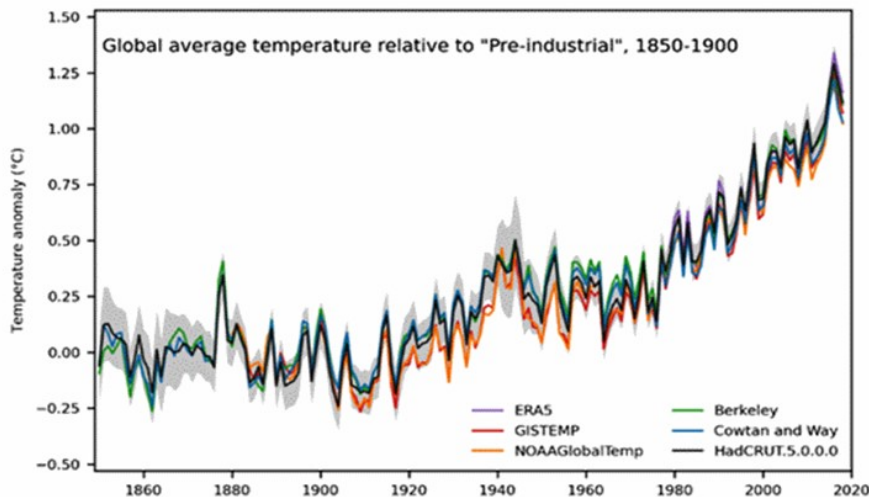 1.50
Global average temperature relative to "Pre-industrial", 1850-1900
1.25
1.00
0.75
0.50
0.25
0.00
−0.25
−0.50
Temperature anomaly (°C)
ERA5
GISTEMP
NOAAGlobalTemp
Berkeley
Cowtan and Way
HadCRUT.5.0.0.0
1860 1880 1900 1920 1940 1960 1980 2000 2020